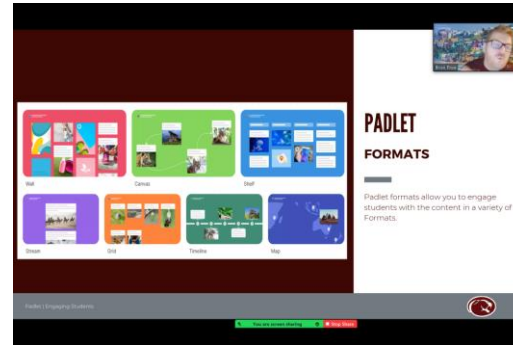 PADLET
FORMATS
Padlet formats allow you to engage
students with the content in a variety of
Formats.
Wall
Canvas
Shelf
Stream
Grid
Timeline
Map
Padlet | Engaging Students
You are screen sharing
Stop Share